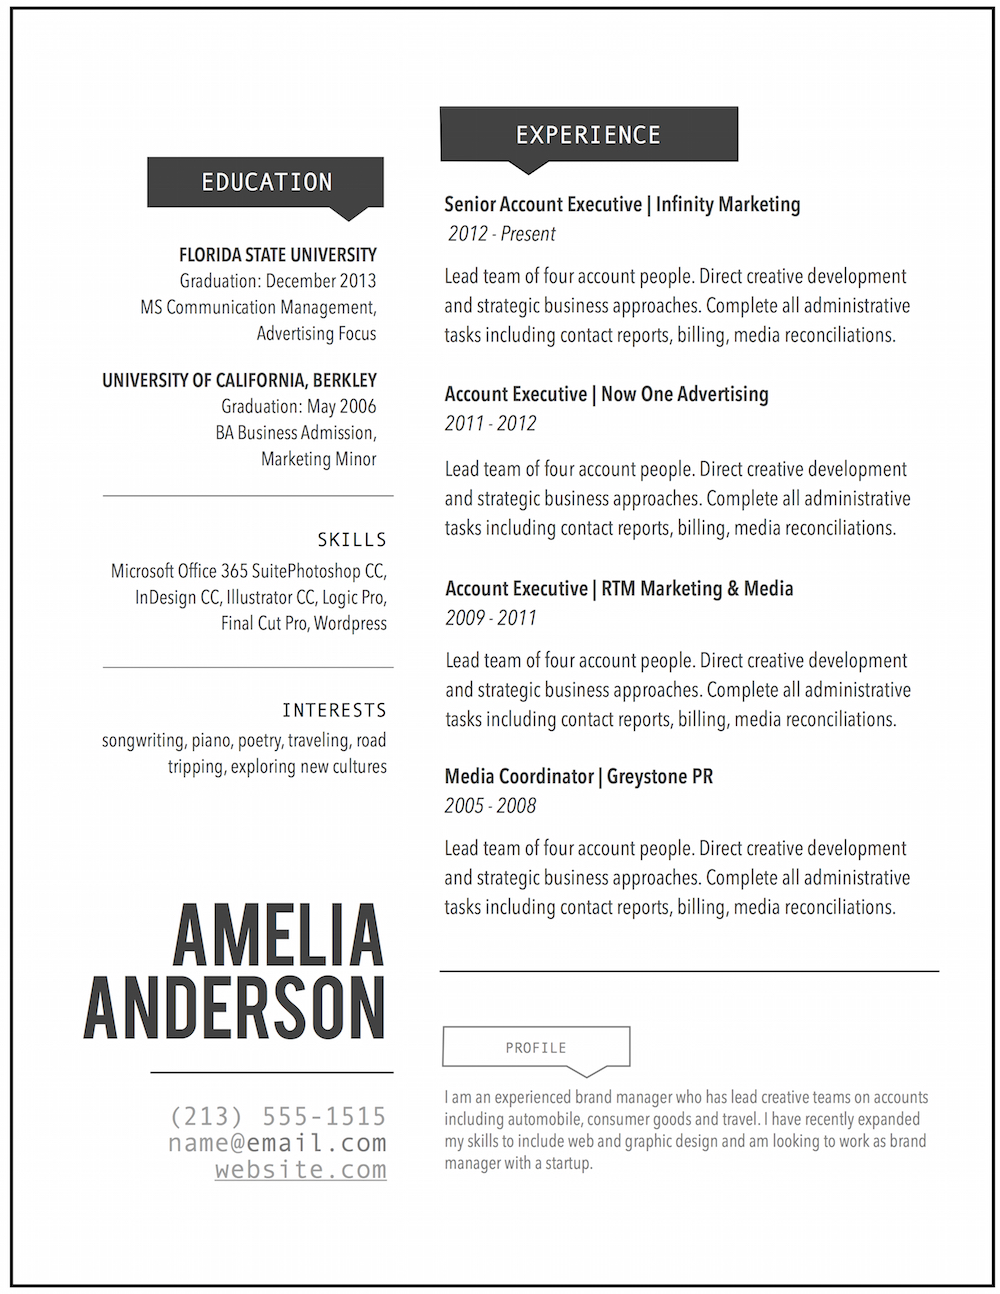 EDUCATION
FLORIDA STATE UNIVERSITY
Graduation: December 2013
MS Communication Management,
Advertising Focus
UNIVERSITY OF CALIFORNIA, BERKLEY
Graduation: May 2006
BA Business Admission,
Marketing Minor
SKILLS
Microsoft Office 365 SuitePhotoshop CC,
InDesign CC, Illustrator CC, Logic Pro,
Final Cut Pro, Wordpress
INTERESTS
songwriting, piano, poetry, traveling, road
tripping, exploring new cultures
AMELIA
ANDERSON
(213) 555-1515
name@email.com
website.com
EXPERIENCE
Senior Account Executive | Infinity Marketing
2012 - Present
Lead team of four account people. Direct creative development
and strategic business approaches. Complete all administrative
tasks including contact reports, billing, media reconciliations.
Account Executive | Now One Advertising
2011 - 2012
Lead team of four account people. Direct creative development
and strategic business approaches. Complete all administrative
tasks including contact reports, billing, media reconciliations.
Account Executive | RTM Marketing & Media
2009 - 2011
Lead team of four account people. Direct creative development
and strategic business approaches. Complete all administrative
tasks including contact reports, billing, media reconciliations.
Media Coordinator | Greystone PR
2005 - 2008
Lead team of four account people. Direct creative development
and strategic business approaches. Complete all administrative
tasks including contact reports, billing, media reconciliations.
PROFILE
I am an experienced brand manager who has lead creative teams on accounts
including automobile, consumer goods and travel. I have recently expanded
my skills to include web and graphic design and am looking to work as brand
manager with a startup.